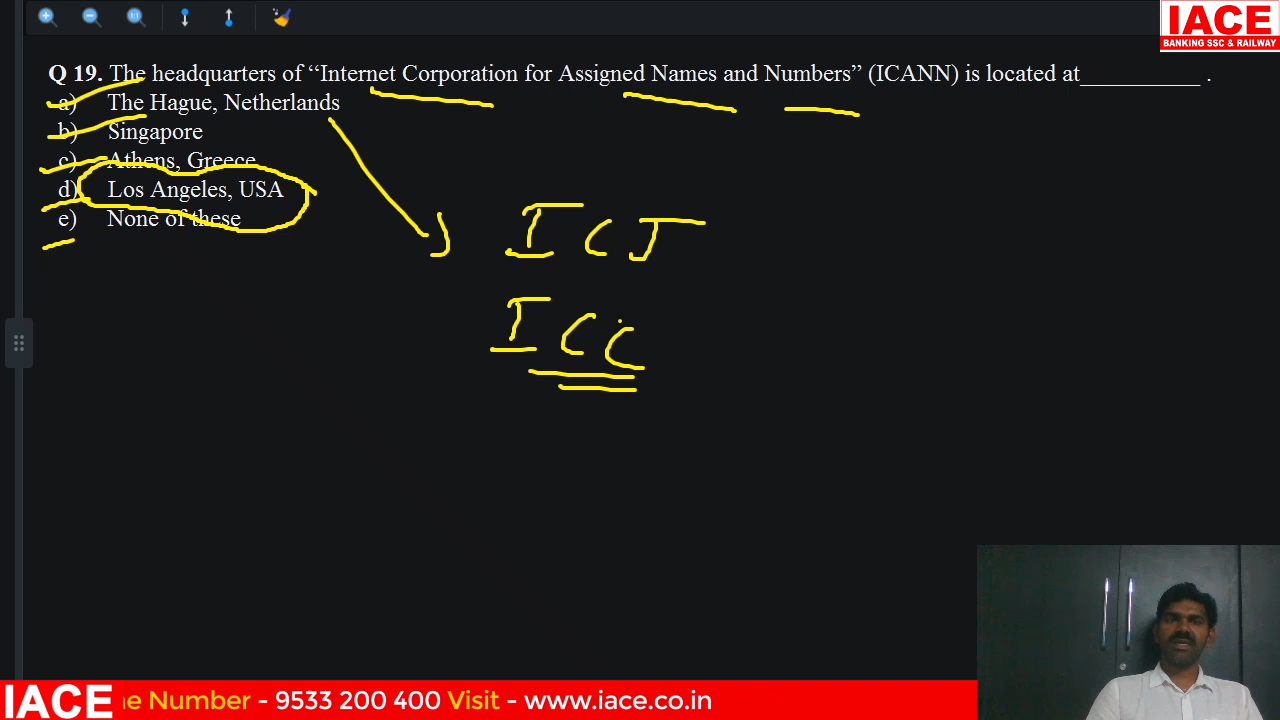 IACE
BANKING SSC & RAILWAY
Q 19. The headquarters of “Internet Corporation for Assigned Names and Numbers” (ICANN) is located at__________ .
a) The Hague, Netherlands
b) Singapore
c) Athens, Greece
d) Los Angeles, USA
e) None of these
ICJ
ICC
IACE
ne Number - 9533 200 400 Visit - www.iace.co.in